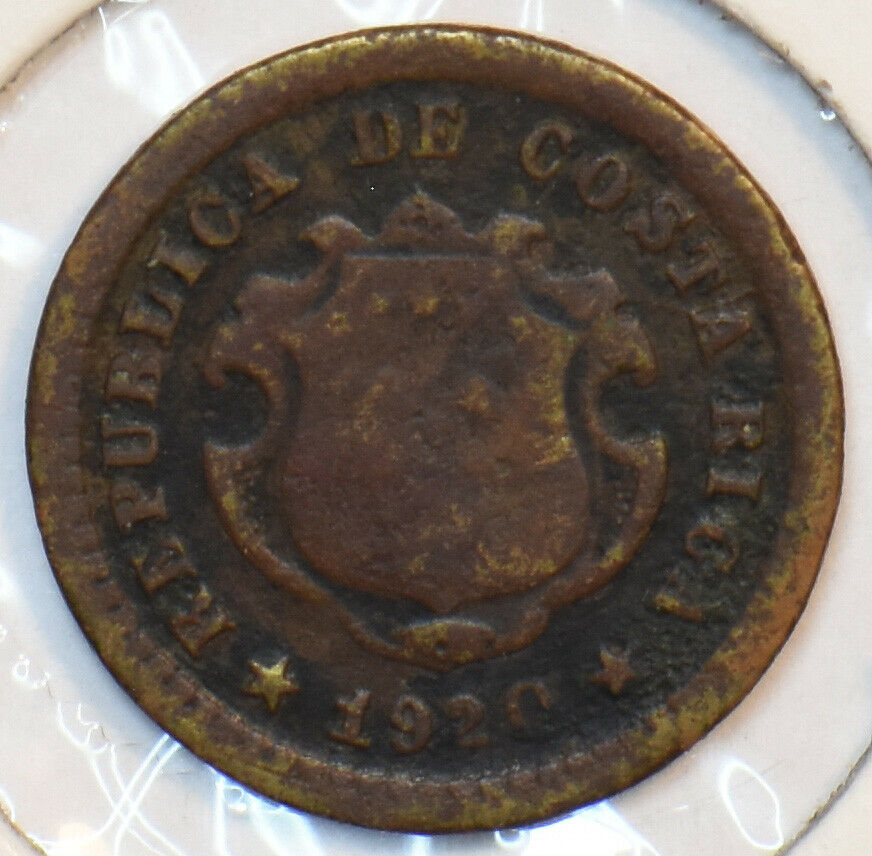 REPUBLICA DE COSTA RICA
★ 1920 ★